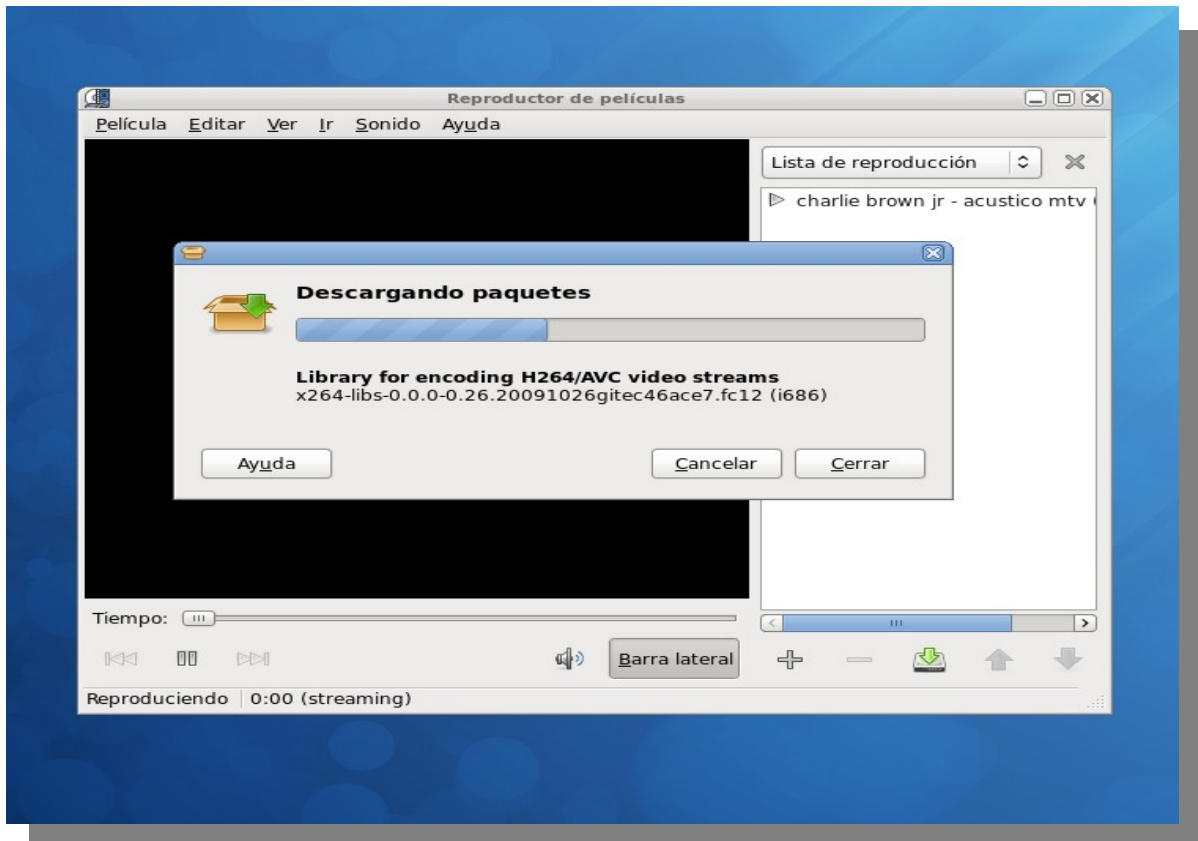 Reproductor de películas
Película Editar Ver Ir Sonido Ayuda
Lista de reproducción
charlie brown jr - acustico mtv
Descargando paquetes
Library for encoding H264/AVC video streams
x264-libs-0.0.0-0.26.20091026gitec46ace7.fc12 (i686)
Ayuda Cancelar Cerrar
Tiempo:
Barra lateral
Reproduciendo 0:00 (streaming)